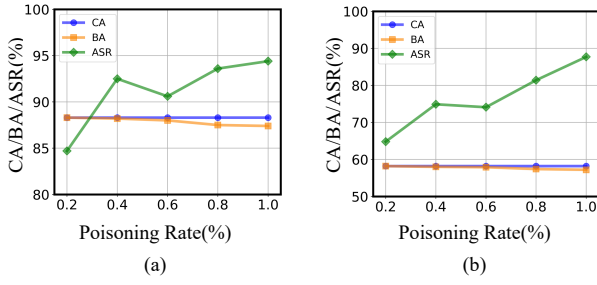 CA/BA/ASR(%)
100
95
90
85
80
CA
BA
ASR
0.2 0.4 0.6 0.8 1.0
Poisoning Rate(%)
(a)
CA/BA/ASR(%)
100
90
80
70
60
50
CA
BA
ASR
0.2 0.4 0.6 0.8 1.0
Poisoning Rate(%)
(b)